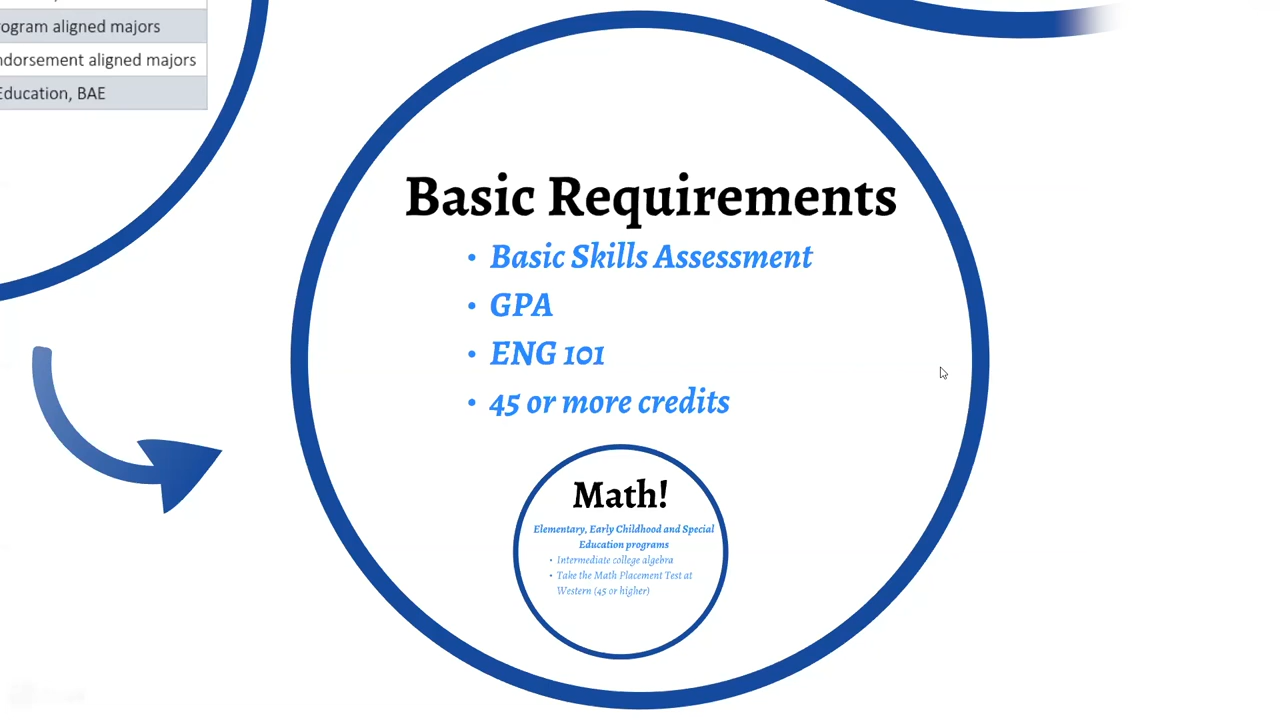 aligned majors
aligned majors
Education, BAE
Basic Requirements
• Basic Skills Assessment
• GPA
• ENG 101
• 45 or more credits
Math!
Elementary, Early Childhood and Special
Education programs
• Intermediate college algebra
• Take the Math Placement Test at
Western (45 or higher)